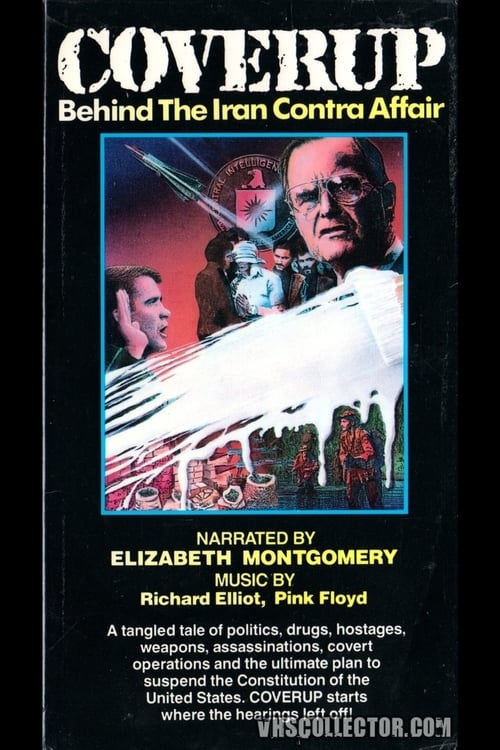 COVERUP
Behind The Iran Contra Affair
CENTRAL INTELLIGENCE
NARRATED BY
ELIZABETH MONTGOMERY
MUSIC BY
Richard Elliot, Pink Floyd
A tangled tale of politics, drugs, hostages,
weapons, assassinations, covert
operations and the ultimate plan to
suspend the Constitution of the
United States. COVERUP starts
where the hearings left off!
VHSCOLLECTOR.COM